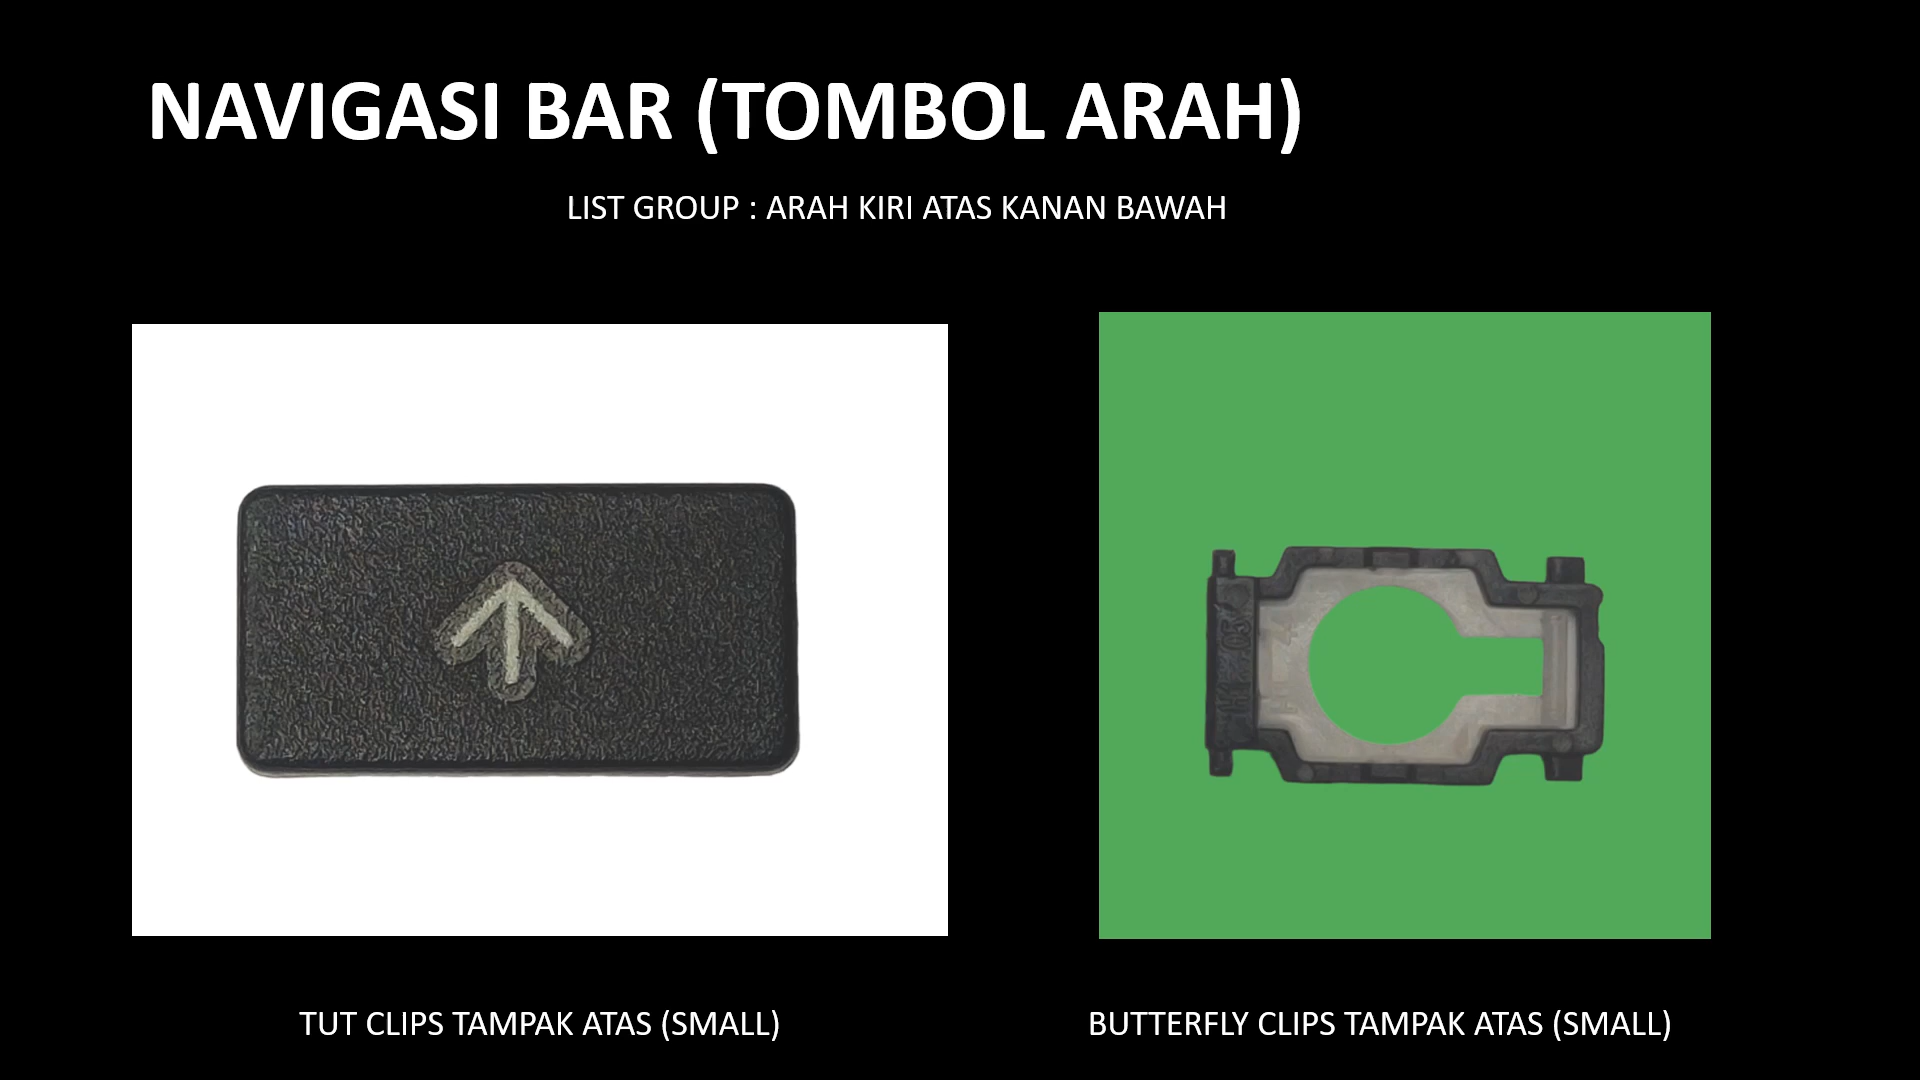 NAVIGASI BAR (TOMBOL ARAH)
LIST GROUP : ARAH KIRI ATAS KANAN BAWAH
TUT CLIPS TAMPAK ATAS (SMALL)
BUTTERFLY CLIPS TAMPAK ATAS (SMALL)